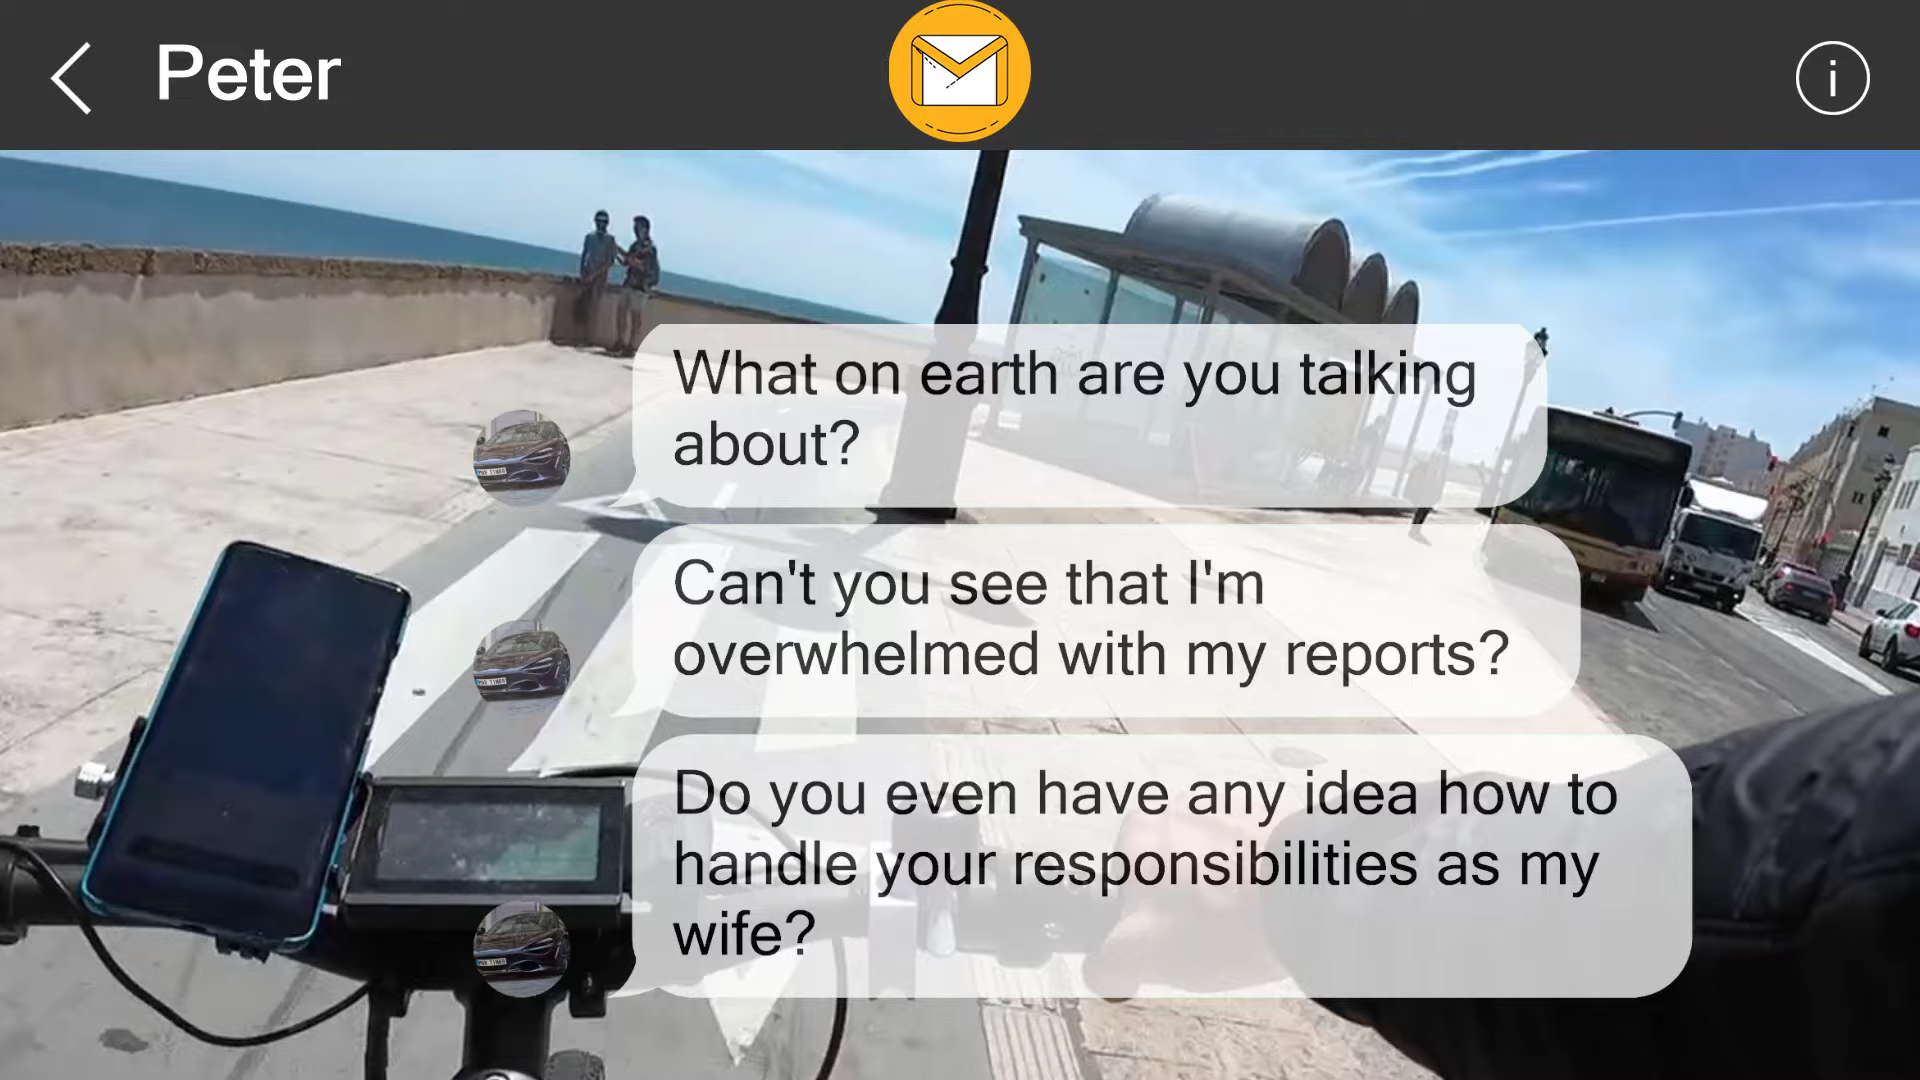 Peter
What on earth are you talking
about?
Can't you see that I'm
overwhelmed with my reports?
Do you even have any idea how to
handle your responsibilities as my
wife?